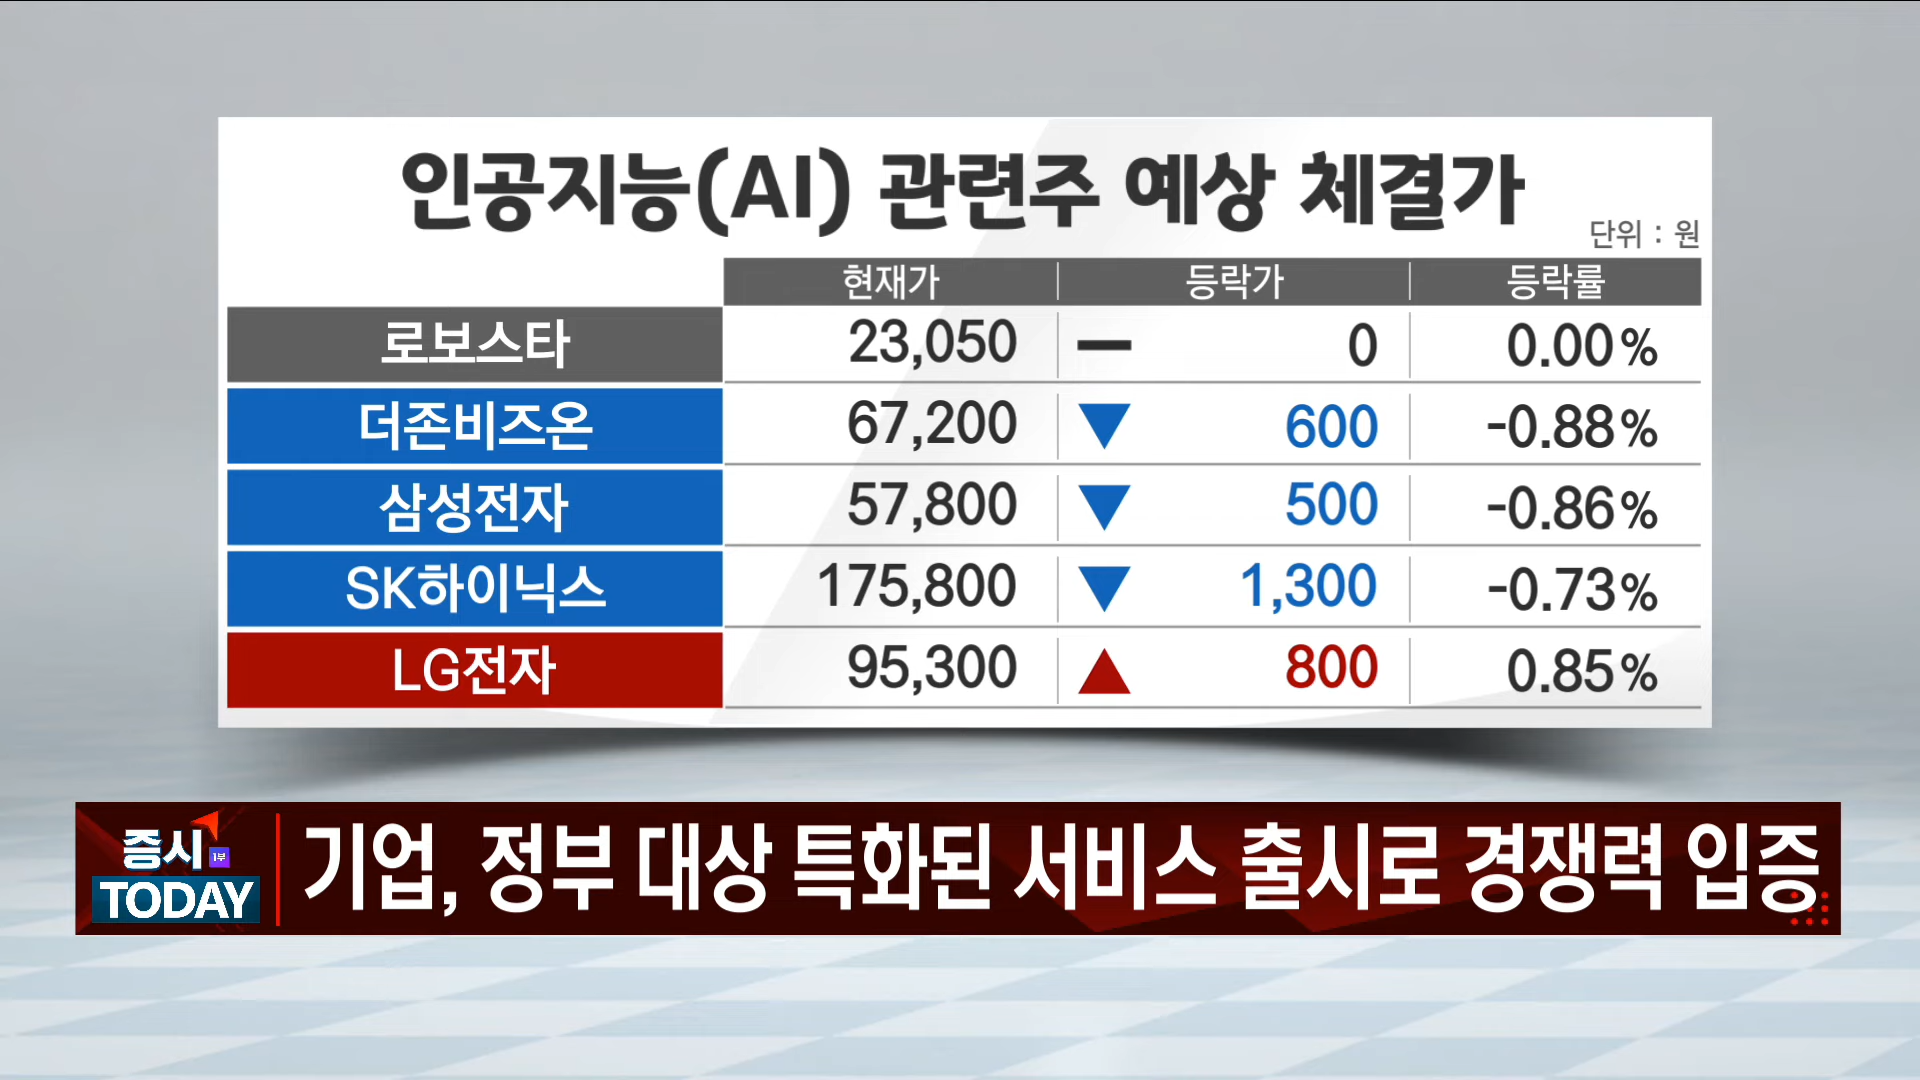 인공지능(AI) 관련주 예상 체결가
단위 : 원
현재가 등락가 등락률
로보스타 23,050 ― 0 0.00%
더존비즈온 67,200 ▼ 600 -0.88%
삼성전자 57,800 ▼ 500 -0.86%
SK하이닉스 175,800 ▼ 1,300 -0.73%
LG전자 95,300 ▲ 800 0.85%
증시 1부
TODAY
기업, 정부 대상 특화된 서비스 출시로 경쟁력 입증